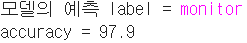 모델의 예측 label = monitor
accuracy = 97.9